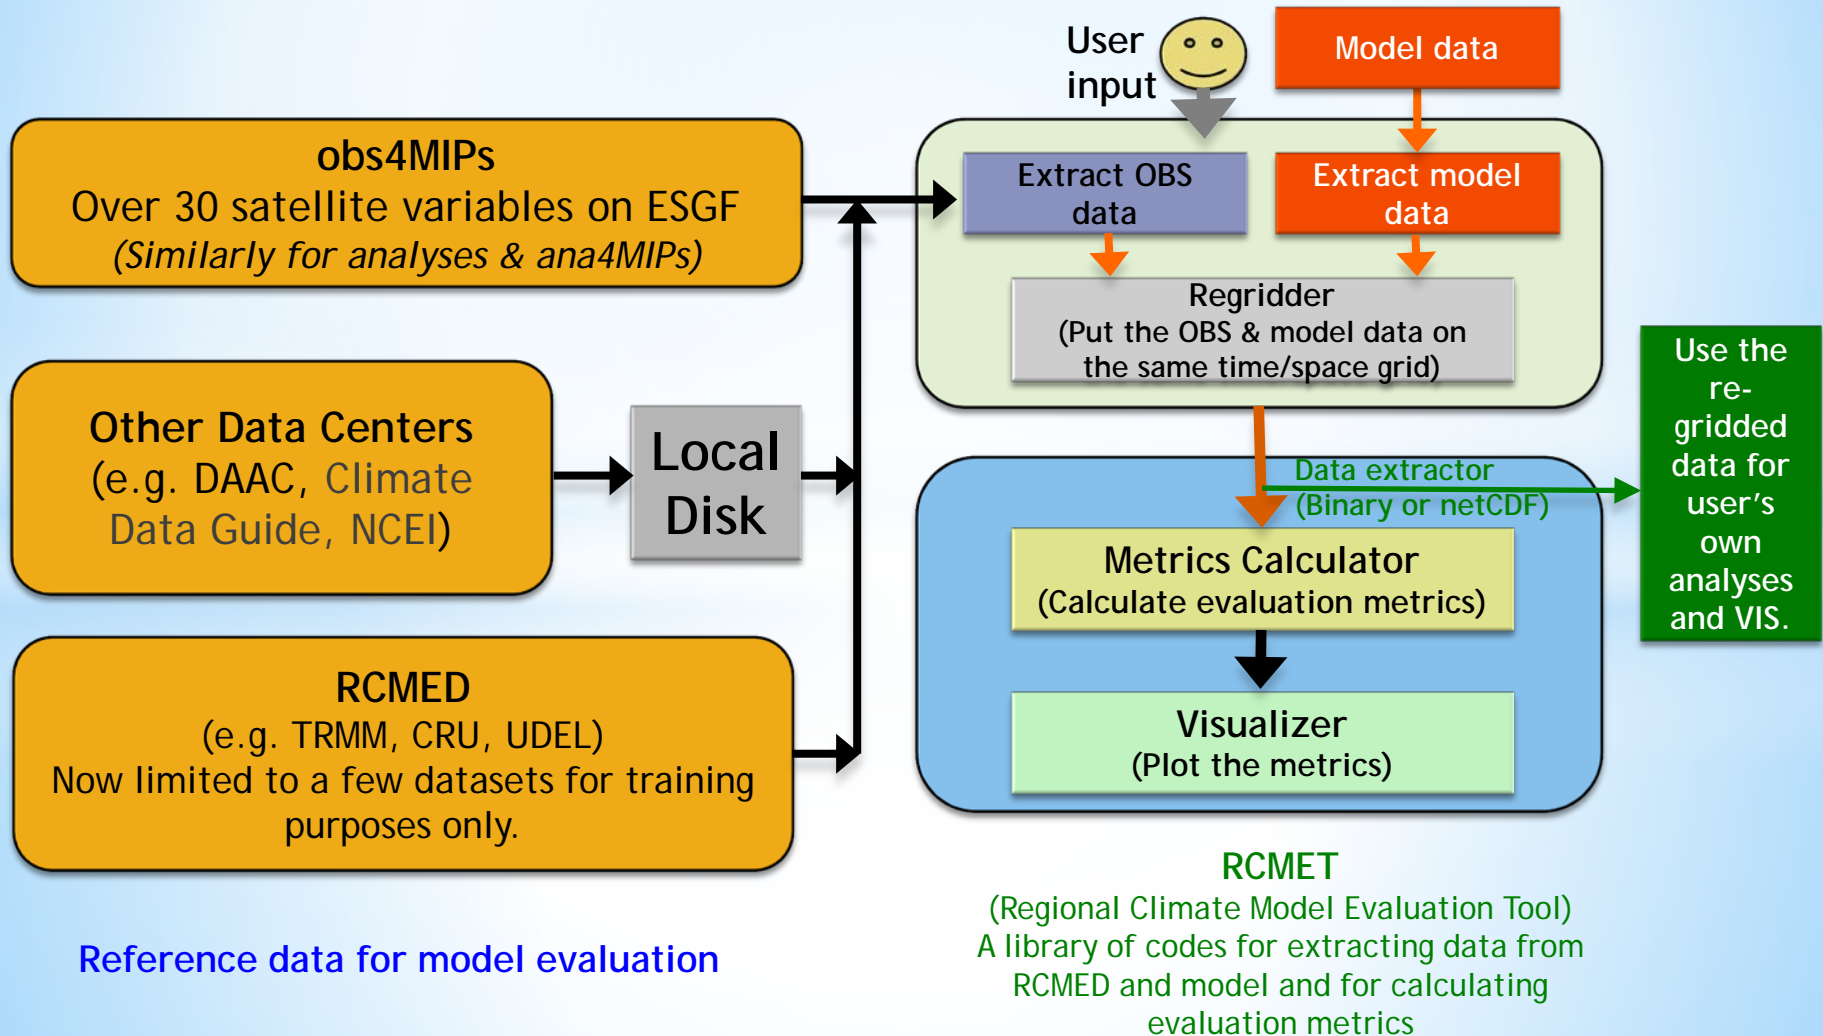 obs4MIPs
Over 30 satellite variables on ESGF
(Similarly for analyses & ana4MIPs)
Other Data Centers
(e.g. DAAC, Climate
Data Guide, NCEI)
Local
Disk
RCMED
(e.g. TRMM, CRU, UDEL)
Now limited to a few datasets for training
purposes only.
Reference data for model evaluation
User
input
Model data
Extract OBS
data
Extract model
data
Regridder
(Put the OBS & model data on
the same time/space grid)
Data extractor
(Binary or netCDF)
Metrics Calculator
(Calculate evaluation metrics)
Visualizer
(Plot the metrics)
Use the
re-
gridded
data for
user's
own
analyses
and VIS.
RCMET
(Regional Climate Model Evaluation Tool)
A library of codes for extracting data from
RCMED and model and for calculating
evaluation metrics